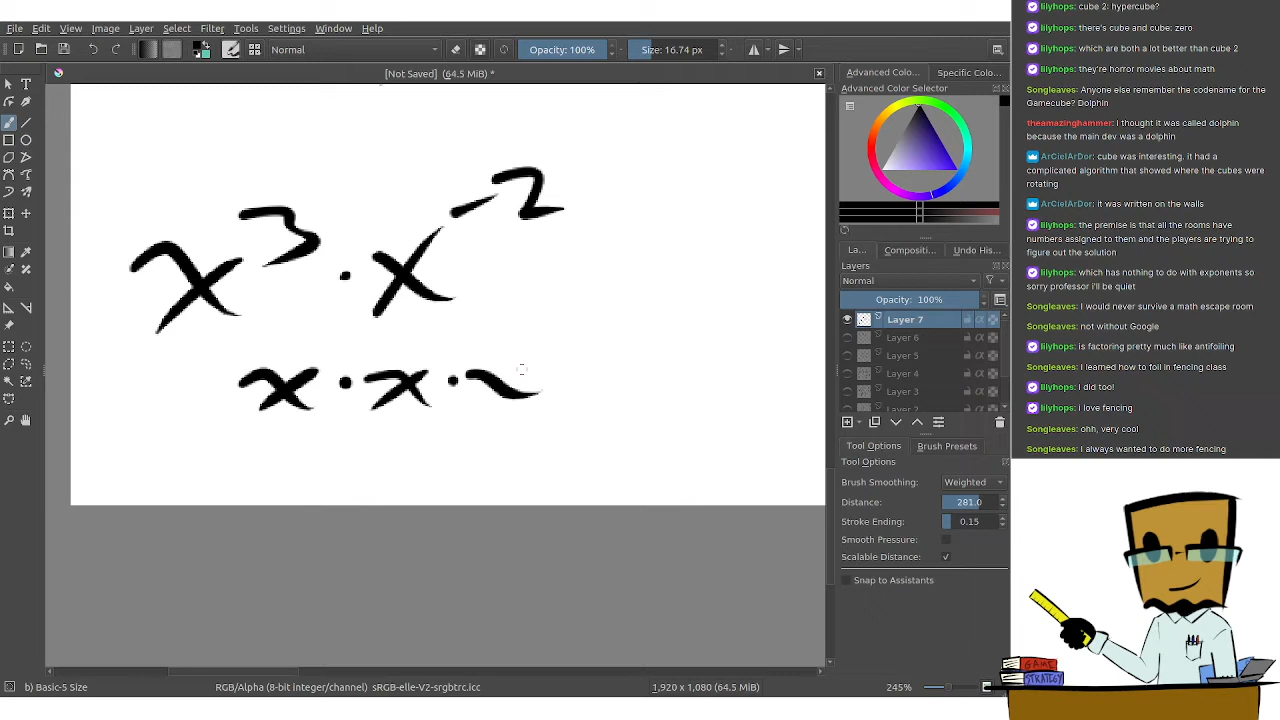 File Edit View Image Layer Select Filter Tools Settings Window Help
Normal Opacity: 100% Size: 16.74 px
[Not Saved] (64.5 MiB) *
x³ · x⁻²
x · x ·
Advanced Colo... Specific Colo...
Advanced Color Selector
La... Compositi... Undo His...
Layers
Normal
Opacity: 100%
Layer 7
Layer 6
Layer 5
Layer 4
Layer 3
Layer 2
Tool Options Brush Presets
Tool Options
Brush Smoothing: Weighted
Distance: 281.0
Stroke Ending: 0.15
Smooth Pressure:
Scalable Distance: ✓
Snap to Assistants
b) Basic-5 Size RGB/Alpha (8-bit integer/channel) sRGB-elle-V2-srgbtrc.icc 1,920 x 1,080 (64.5 MiB) 245%
lilyhops: cube 2: hypercube?
lilyhops: there's cube and cube: zero
lilyhops: which are both a lot better than cube 2
lilyhops: they're horror movies about math
Songleaves: Anyone else remember the codename for the
Gamecube? Dolphin
theamazinghammer: I thought it was called dolphin
because the main dev was a dolphin
ArCielArDor: cube was interesting. it had a
complicated algorithm that showed where the cubes were
rotating
ArCielArDor: it was written on the walls
lilyhops: the premise is that all the rooms have
numbers assigned to them and the players are trying to
figure out the solution
lilyhops: which has nothing to do with exponents so
sorry professor i'll be quiet
Songleaves: I would never survive a math escape room
Songleaves: not without Google
lilyhops: is factoring pretty much like antifoiling
Songleaves: I learned how to foil in fencing class
lilyhops: I did too!
lilyhops: i love fencing
Songleaves: ohh, very cool
Songleaves: I always wanted to do more fencing
GAME
STRATEGY